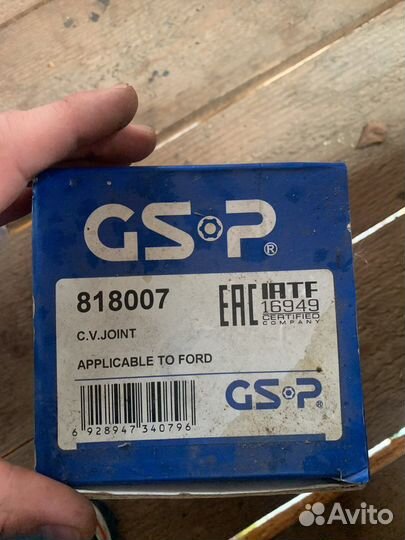 GSP®
818007
C.V.JOINT
APPLICABLE TO FORD
EAC
IATF
16949
CERTIFIED
COMPANY
6 928947 340796
GSP®
Avito